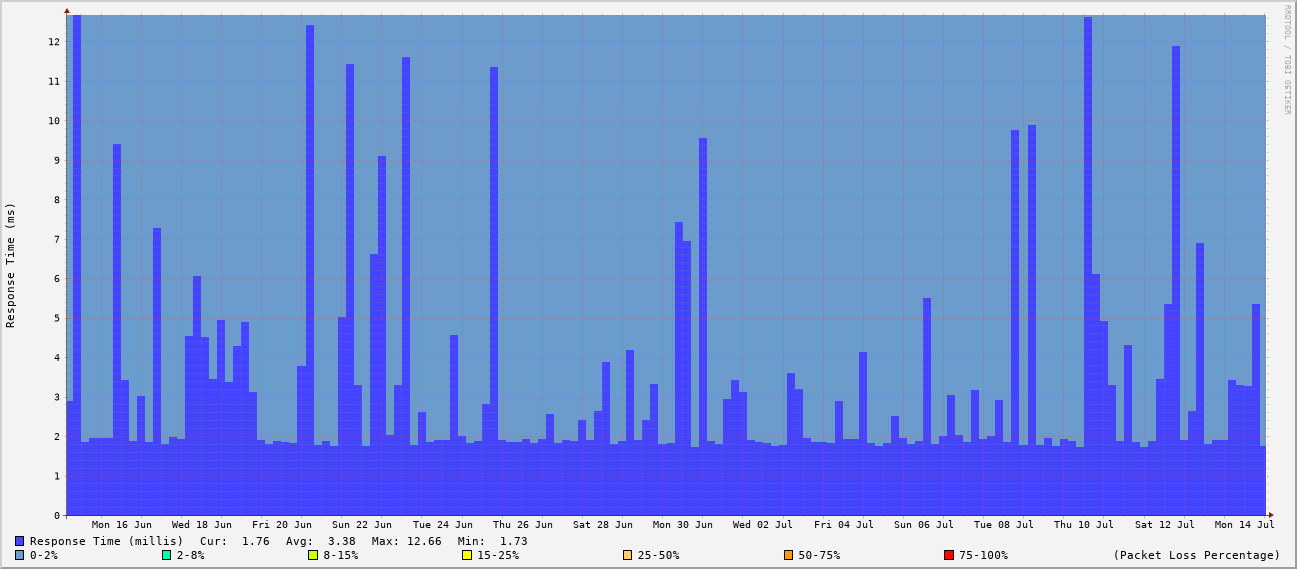 RRDTOOL / TOBI OETIKER
Response Time (ms)
12
11
10
9
8
7
6
5
4
3
2
1
0
Mon 16 Jun Wed 18 Jun Fri 20 Jun Sun 22 Jun Tue 24 Jun Thu 26 Jun Sat 28 Jun Mon 30 Jun Wed 02 Jul Fri 04 Jul Sun 06 Jul Tue 08 Jul Thu 10 Jul Sat 12 Jul Mon 14 Jul
Response Time (millis) Cur: 1.76 Avg: 3.38 Max: 12.66 Min: 1.73
0-2% 2-8% 8-15% 15-25% 25-50% 50-75% 75-100% (Packet Loss Percentage)